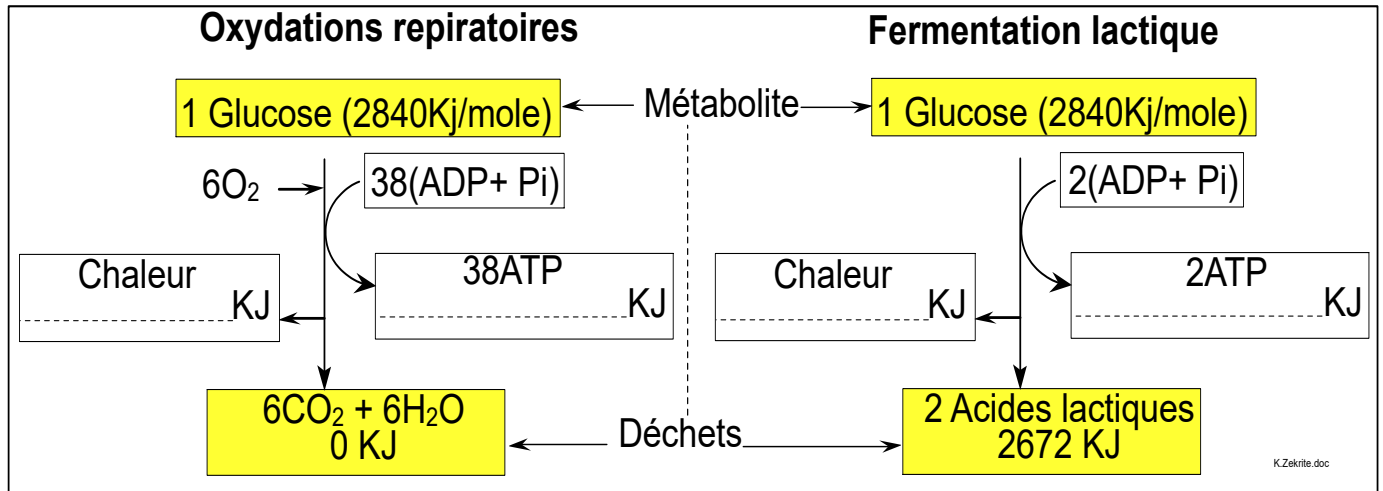 Oxydations repiratoires
Fermentation lactique
1 Glucose (2840Kj/mole)
Métabolite
1 Glucose (2840Kj/mole)
6O₂
38(ADP+ Pi)
2(ADP+ Pi)
Chaleur
KJ
38ATP
KJ
Chaleur
KJ
2ATP
KJ
6CO₂ + 6H₂O
0 KJ
Déchets
2 Acides lactiques
2672 KJ
K.Zekrite.doc